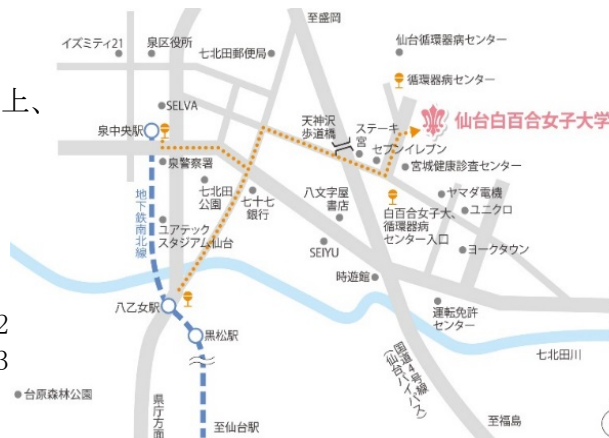 至盛岡
イズミティ21
泉区役所
七北田郵便局
仙台循環器病センター
上、
循環器病センター
SELVA
天神沢
歩道橋
ステーキ
宮
セブンイレブン
仙台白百合女子大学
泉中央駅
泉警察署
宮城健康診査センター
七北田
公園
七十七
銀行
八文字屋
書店
白百合女子大、
循環器病
センター入口
ヤマダ電機
ユニクロ
地下鉄南北線
ユアテック
スタジアム仙台
SEIYU
ヨークタウン
時遊館
八乙女駅
運転免許
センター
2
黒松駅
3
七北田川
国道4号線
(仙台バイパス)
台原森林公園
県庁方面
至仙台駅
至福島